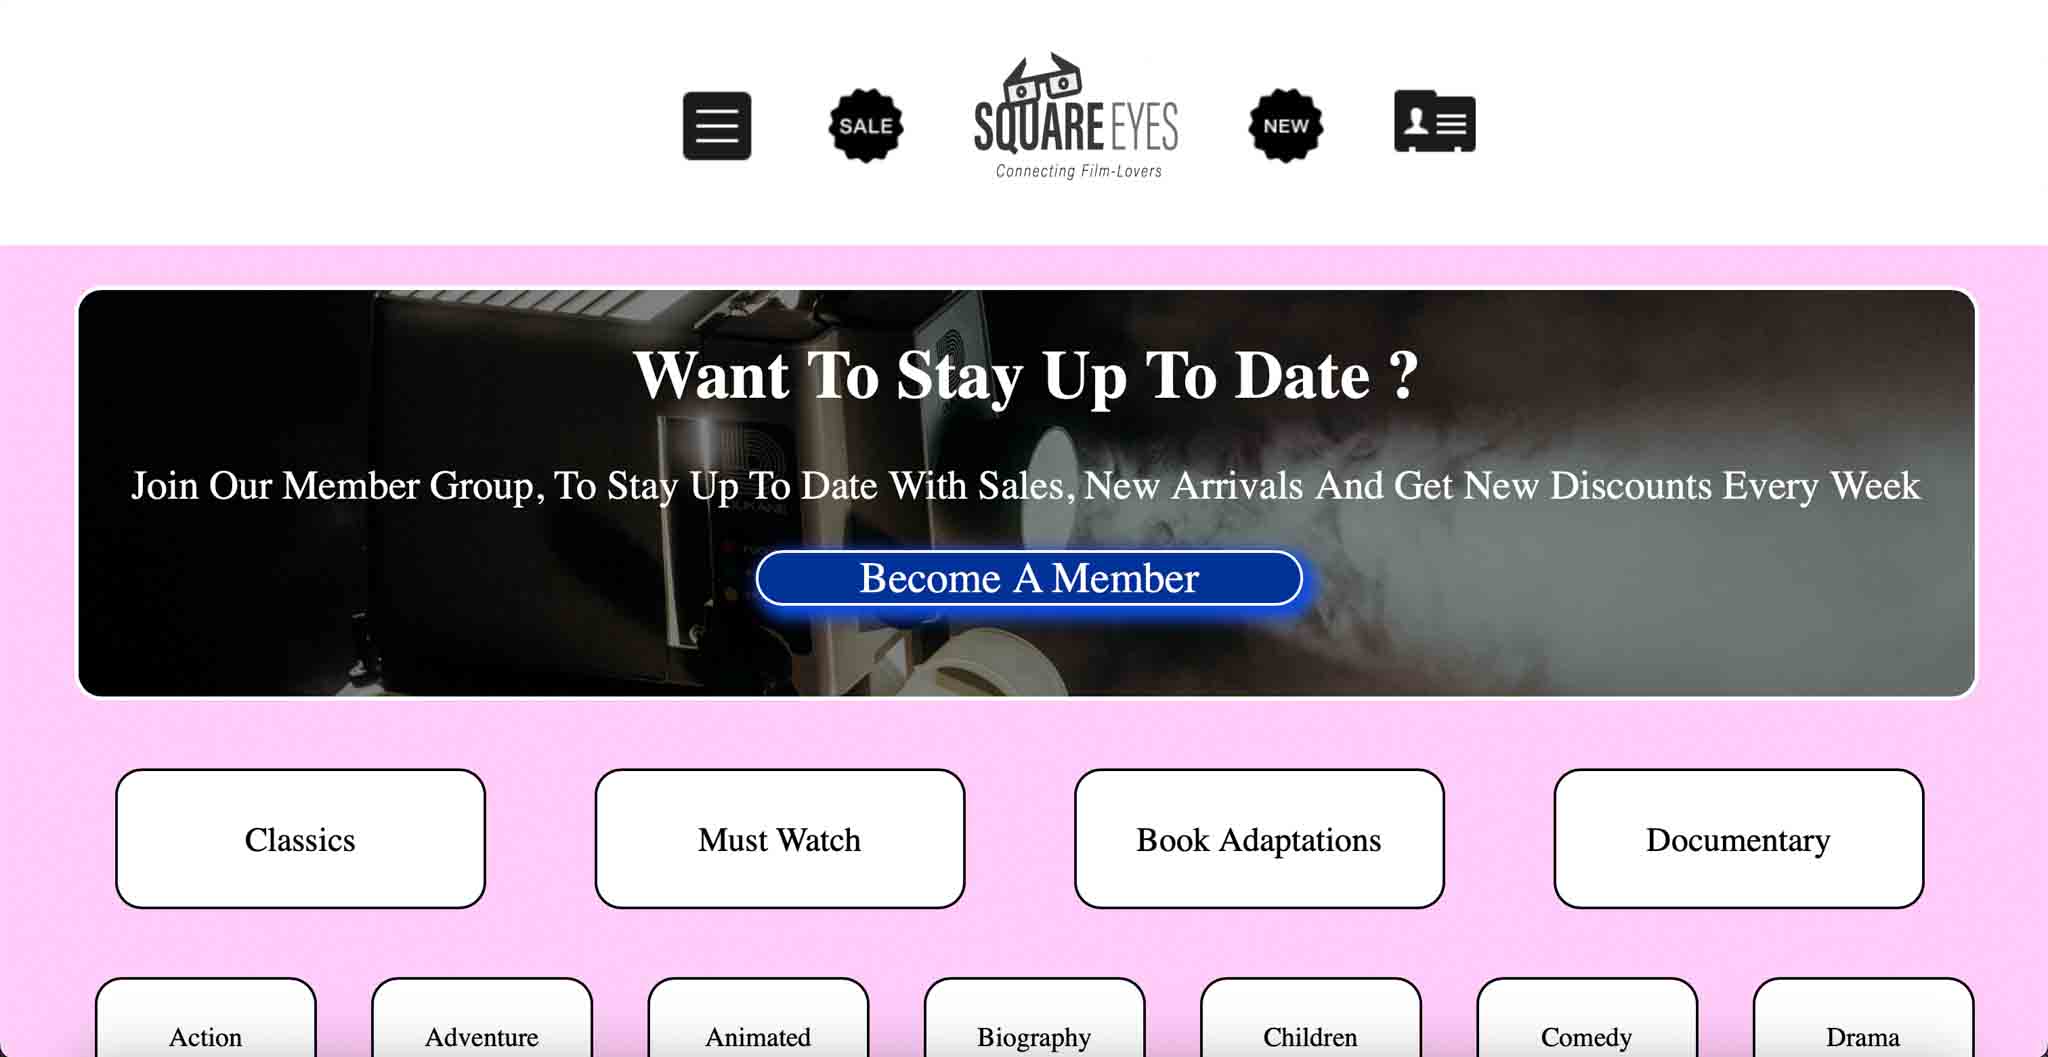 SALE
SQUARE EYES
Connecting Film-Lovers
NEW
Want To Stay Up To Date ?
Join Our Member Group, To Stay Up To Date With Sales, New Arrivals And Get New Discounts Every Week
Become A Member
Classics
Must Watch
Book Adaptations
Documentary
Action
Adventure
Animated
Biography
Children
Comedy
Drama